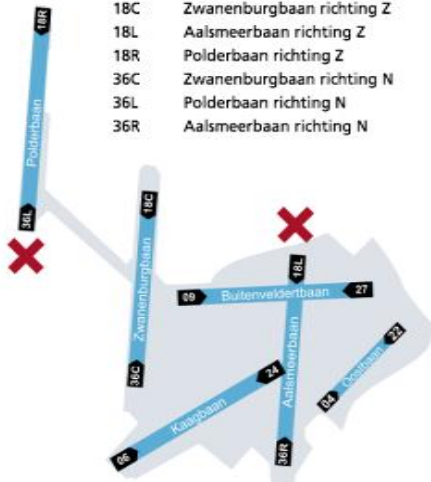 18C Zwanenburgbaan richting Z
18L Aalsmeerbaan richting Z
18R Polderbaan richting Z
36C Zwanenburgbaan richting N
36L Polderbaan richting N
36R Aalsmeerbaan richting N
18R
Polderbaan
36L
18C
Zwanenburgbaan
36C
18L
09 Buitenveldertbaan 27
Aalsmeerbaan
36R
24
Kaagbaan
06
22
Oostbaan
04